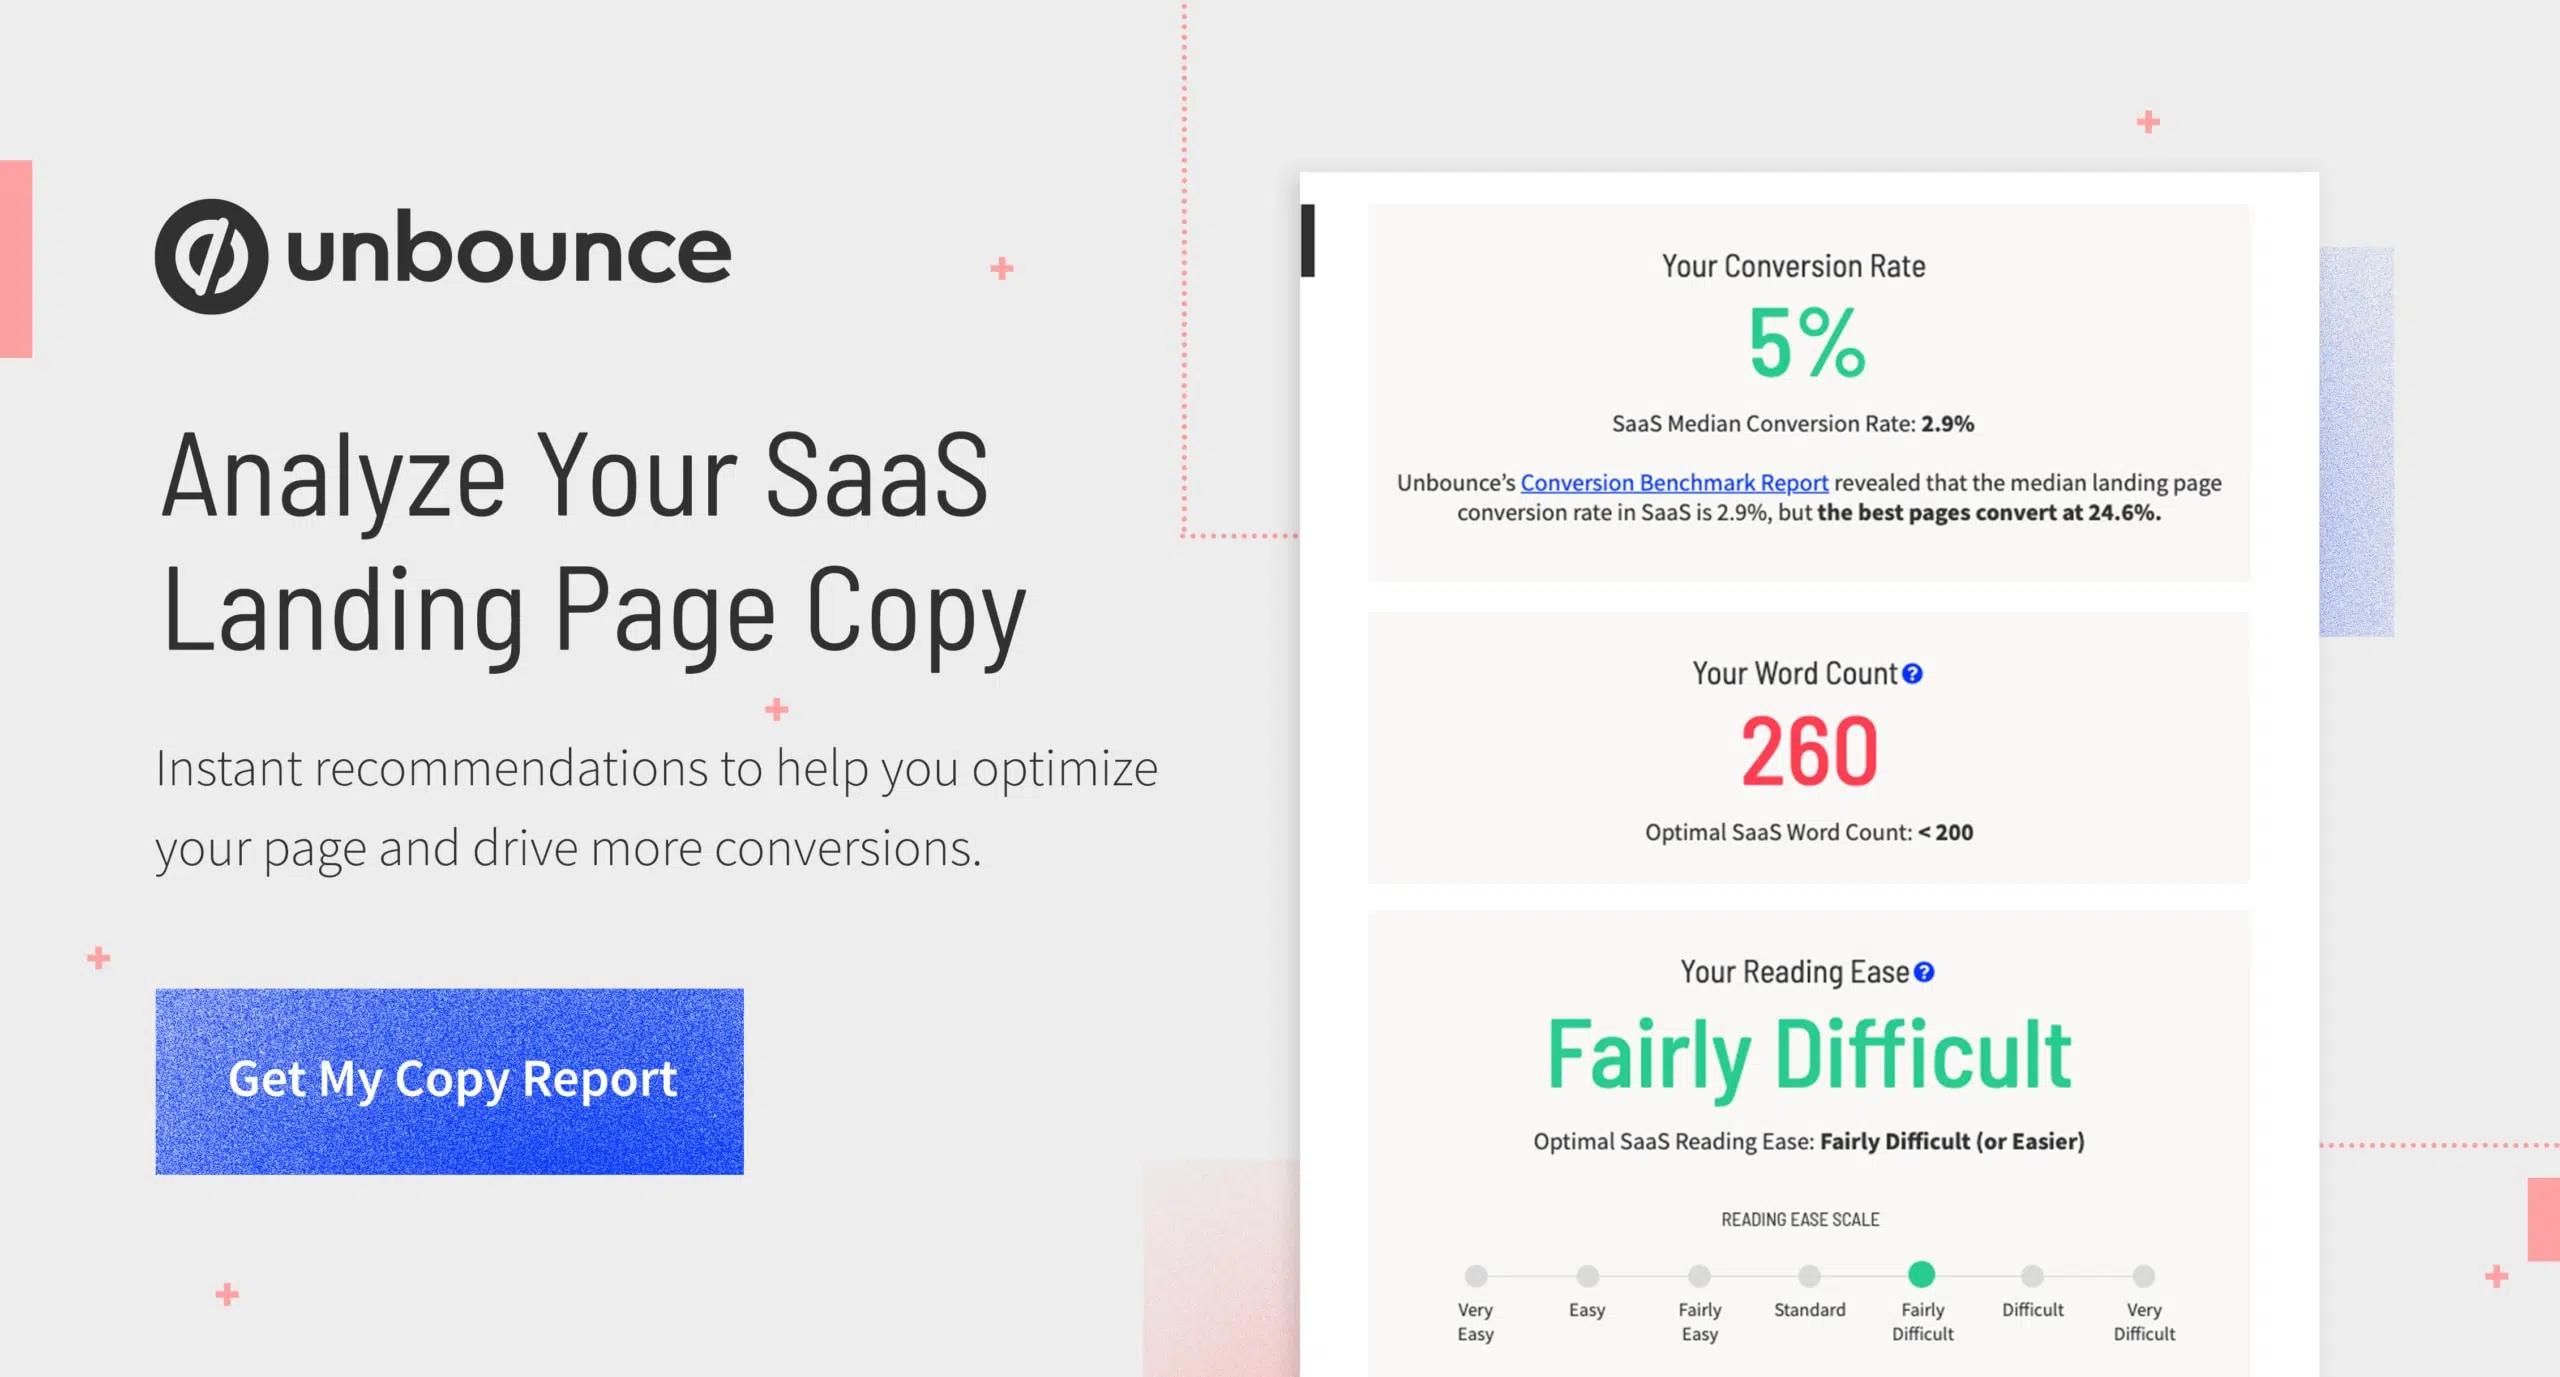 unbounce
Analyze Your SaaS
Landing Page Copy
Instant recommendations to help you optimize
your page and drive more conversions.
Get My Copy Report
Your Conversion Rate
5%
SaaS Median Conversion Rate: 2.9%
Unbounce’s Conversion Benchmark Report revealed that the median landing page
conversion rate in SaaS is 2.9%, but the best pages convert at 24.6%.
Your Word Count?
260
Optimal SaaS Word Count: < 200
Your Reading Ease?
Fairly Difficult
Optimal SaaS Reading Ease: Fairly Difficult (or Easier)
READING EASE SCALE
Very Easy Fairly Standard Fairly Difficult Very
Easy Easy Difficult Difficult